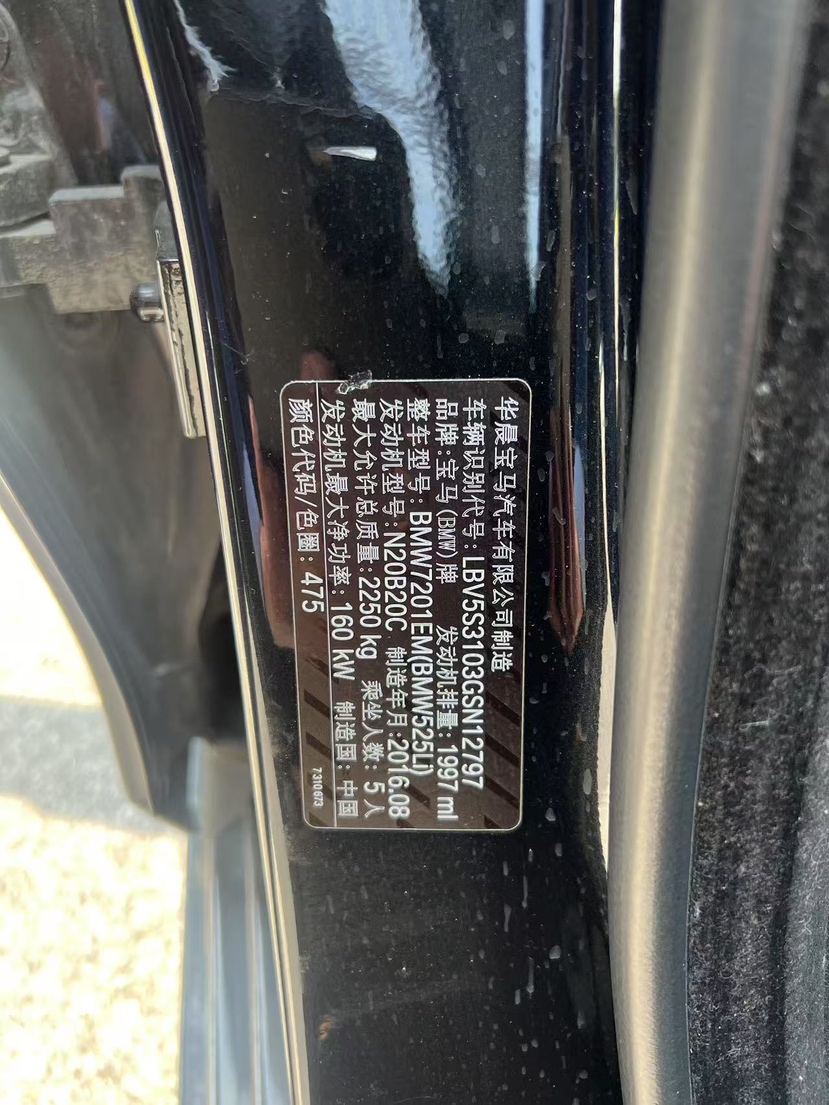 华晨宝马汽车有限公司制造
车辆识别代号:LBV5S3103GSN12797
品牌:宝马(BMW)牌 发动机排量:1997 ml
整车型号:BMW7201EM(BMW525Li)
发动机型号:N20B20C 制造年月:2016.08
最大允许总质量:2250 kg 乘坐人数: 5 人
发动机最大净功率: 160 kW 制造国: 中国
颜色代码/色圈: 475
7310673